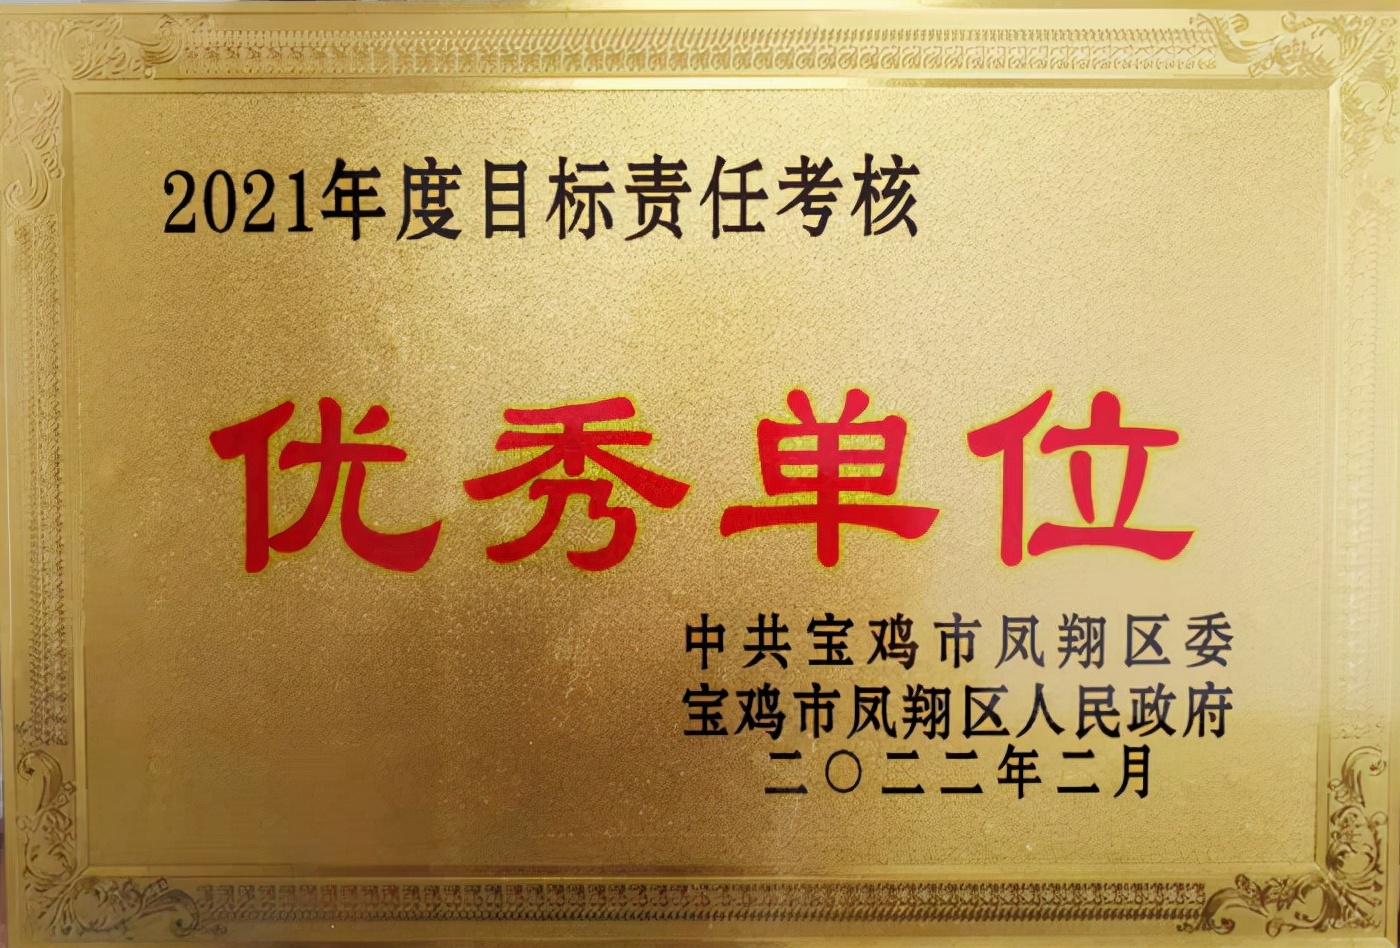 2021年度目标责任考核
优秀单位
中共宝鸡市凤翔区委
宝鸡市凤翔区人民政府
二〇二二年二月